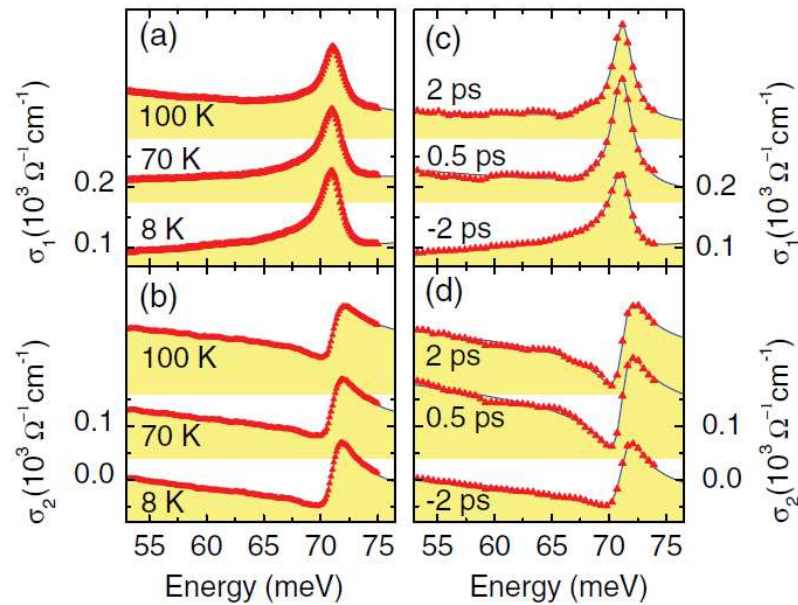 (a)
100 K
70 K
8 K
σ₁(10³ Ω⁻¹cm⁻¹)
0.2
0.1
(c)
2 ps
0.5 ps
-2 ps
0.2
0.1
σ₁(10³ Ω⁻¹cm⁻¹)
(b)
100 K
70 K
8 K
σ₂(10³ Ω⁻¹cm⁻¹)
0.1
0.0
(d)
2 ps
0.5 ps
-2 ps
0.1
0.0
σ₂(10³ Ω⁻¹cm⁻¹)
55 60 65 70 75
55 60 65 70 75
Energy (meV)
Energy (meV)